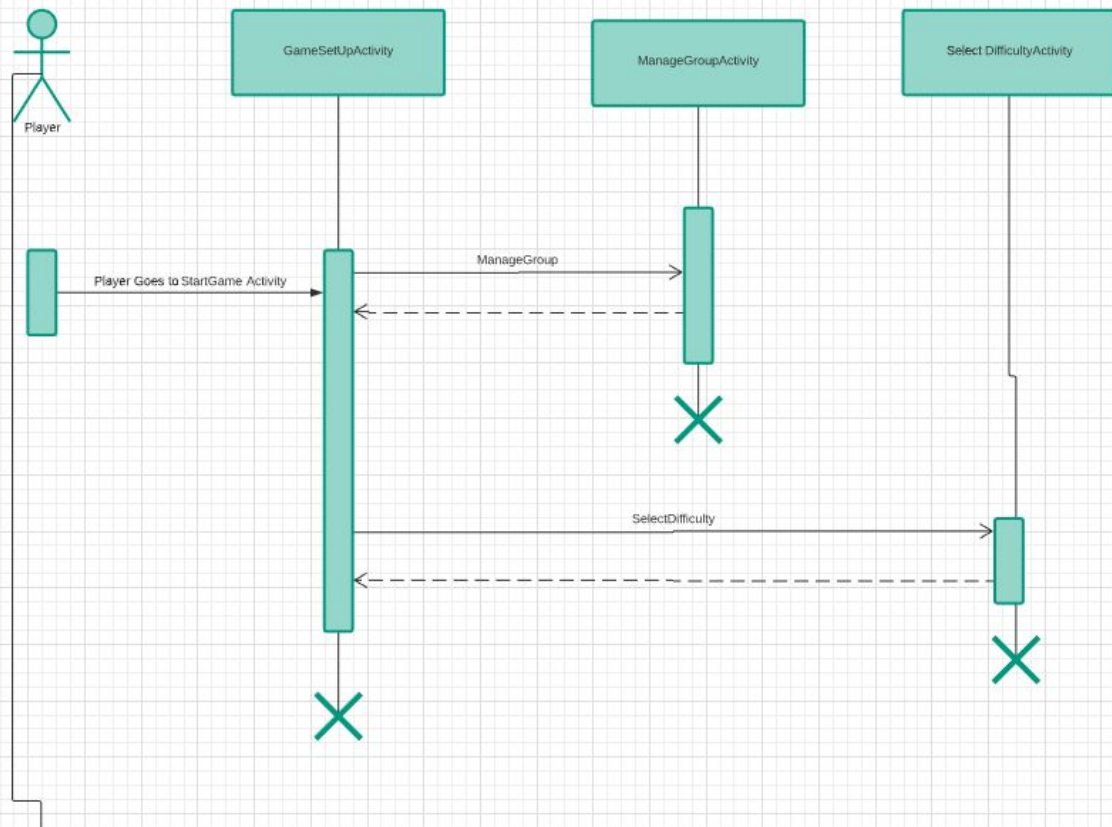 GameSetUpActivity
ManageGroupActivity
Select DifficultyActivity
Player
ManageGroup
Player Goes to StartGame Activity
SelectDifficulty